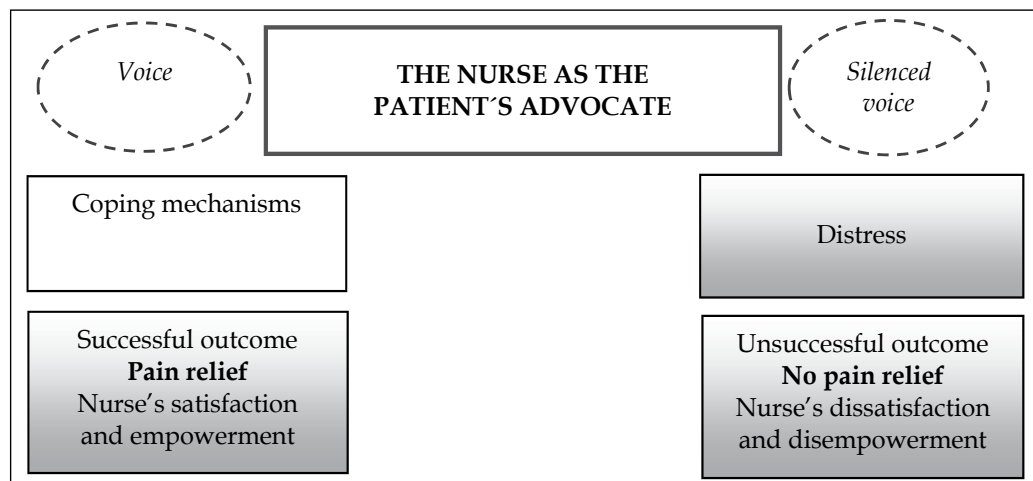 Voice
THE NURSE AS THE
PATIENT´S ADVOCATE
Silenced
voice
Coping mechanisms
Distress
Successful outcome
Pain relief
Nurse’s satisfaction
and empowerment
Unsuccessful outcome
No pain relief
Nurse’s dissatisfaction
and disempowerment